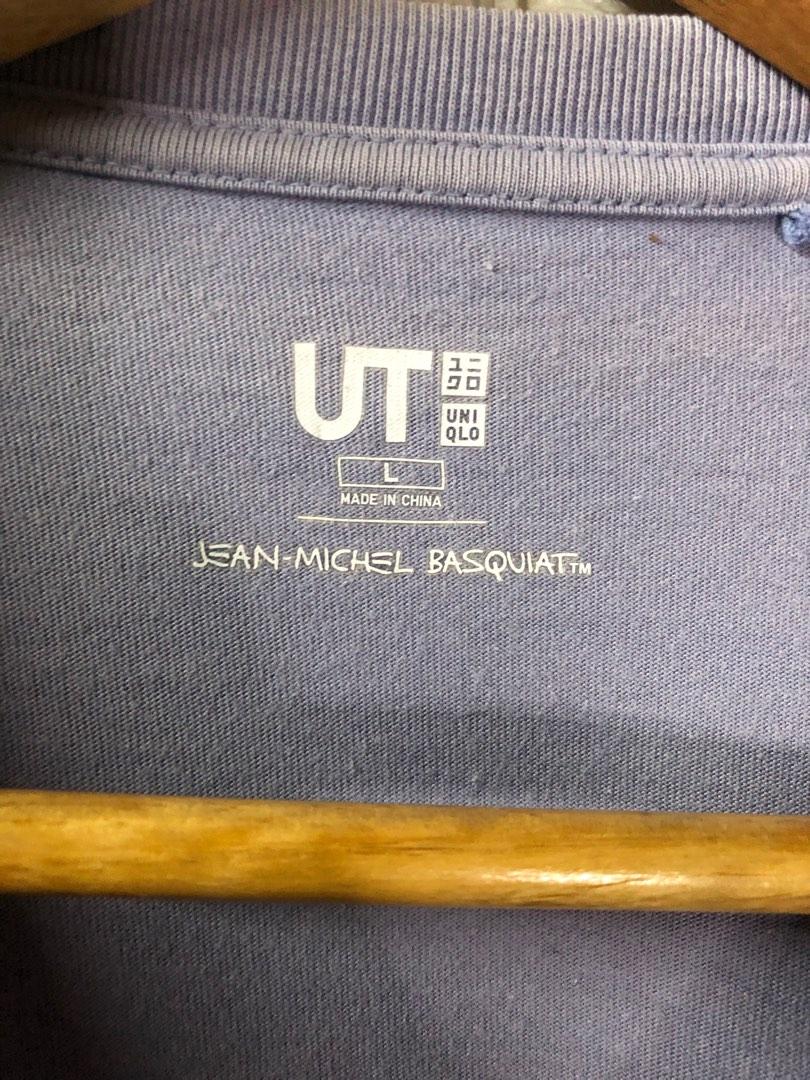 UT
ユニ
クロ
UNI
QLO
L
MADE IN CHINA
JEAN-MICHEL BASQUIAT™